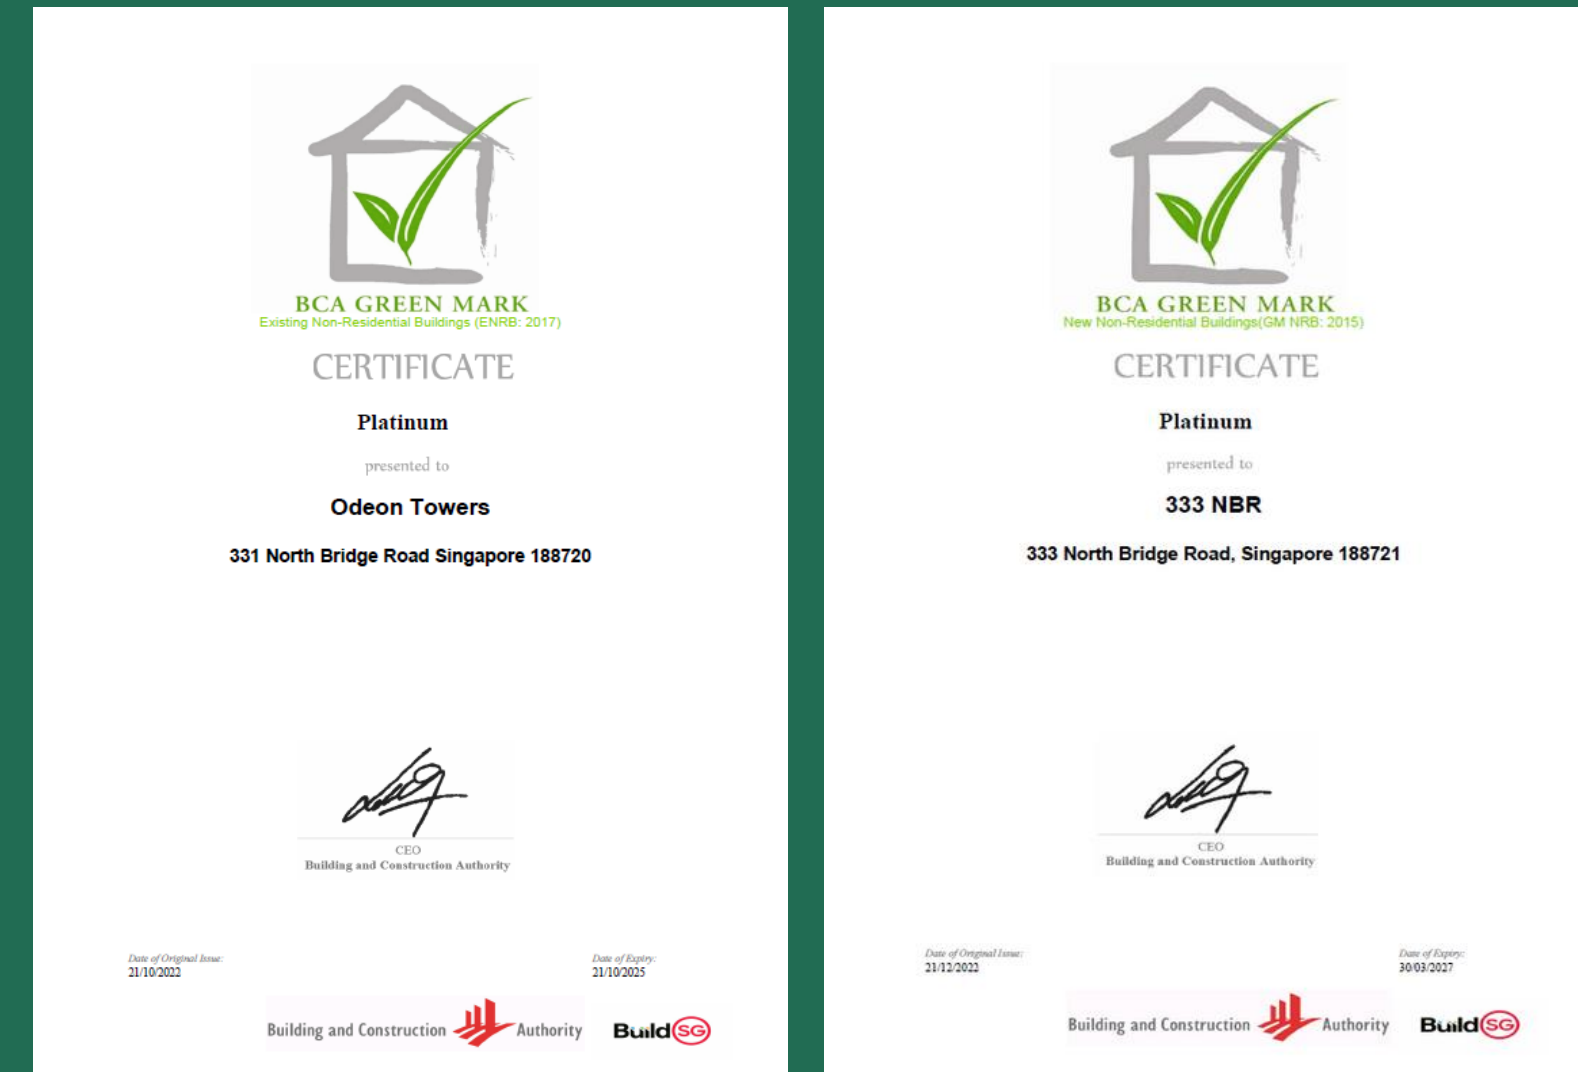 BCA GREEN MARK
Existing Non-Residential Buildings (ENRB: 2017)
CERTIFICATE
Platinum
presented to
Odeon Towers
331 North Bridge Road Singapore 188720
CEO
Building and Construction Authority
Date of Original Issue:
21/10/2022
Date of Expiry:
21/10/2025
Building and Construction Authority
BuildSG
BCA GREEN MARK
New Non-Residential Buildings(GM NRB: 2015)
CERTIFICATE
Platinum
presented to
333 NBR
333 North Bridge Road, Singapore 188721
CEO
Building and Construction Authority
Date of Original Issue:
21/12/2022
Date of Expiry:
30/03/2027
Building and Construction Authority
BuildSG